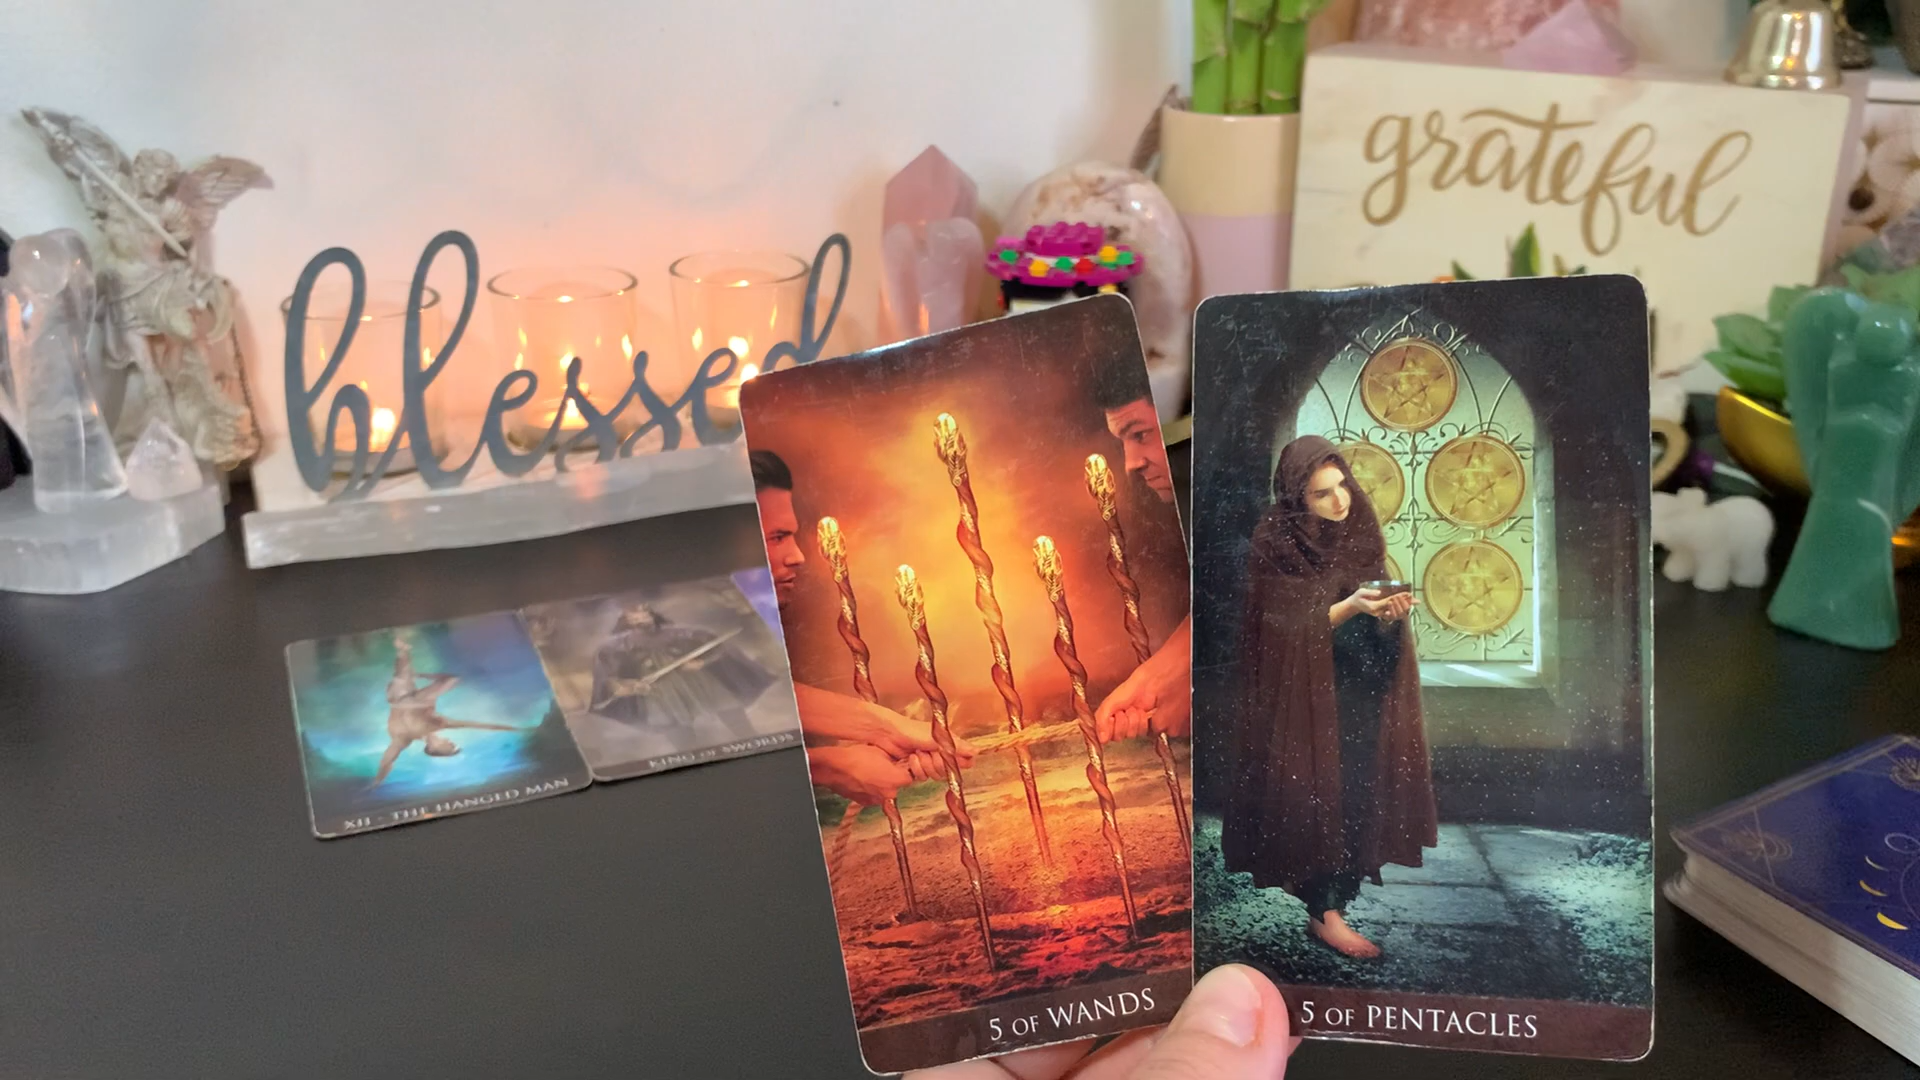 grateful
blessed
XII - THE HANGED MAN
KING OF SWORDS
5 OF WANDS
5 OF PENTACLES